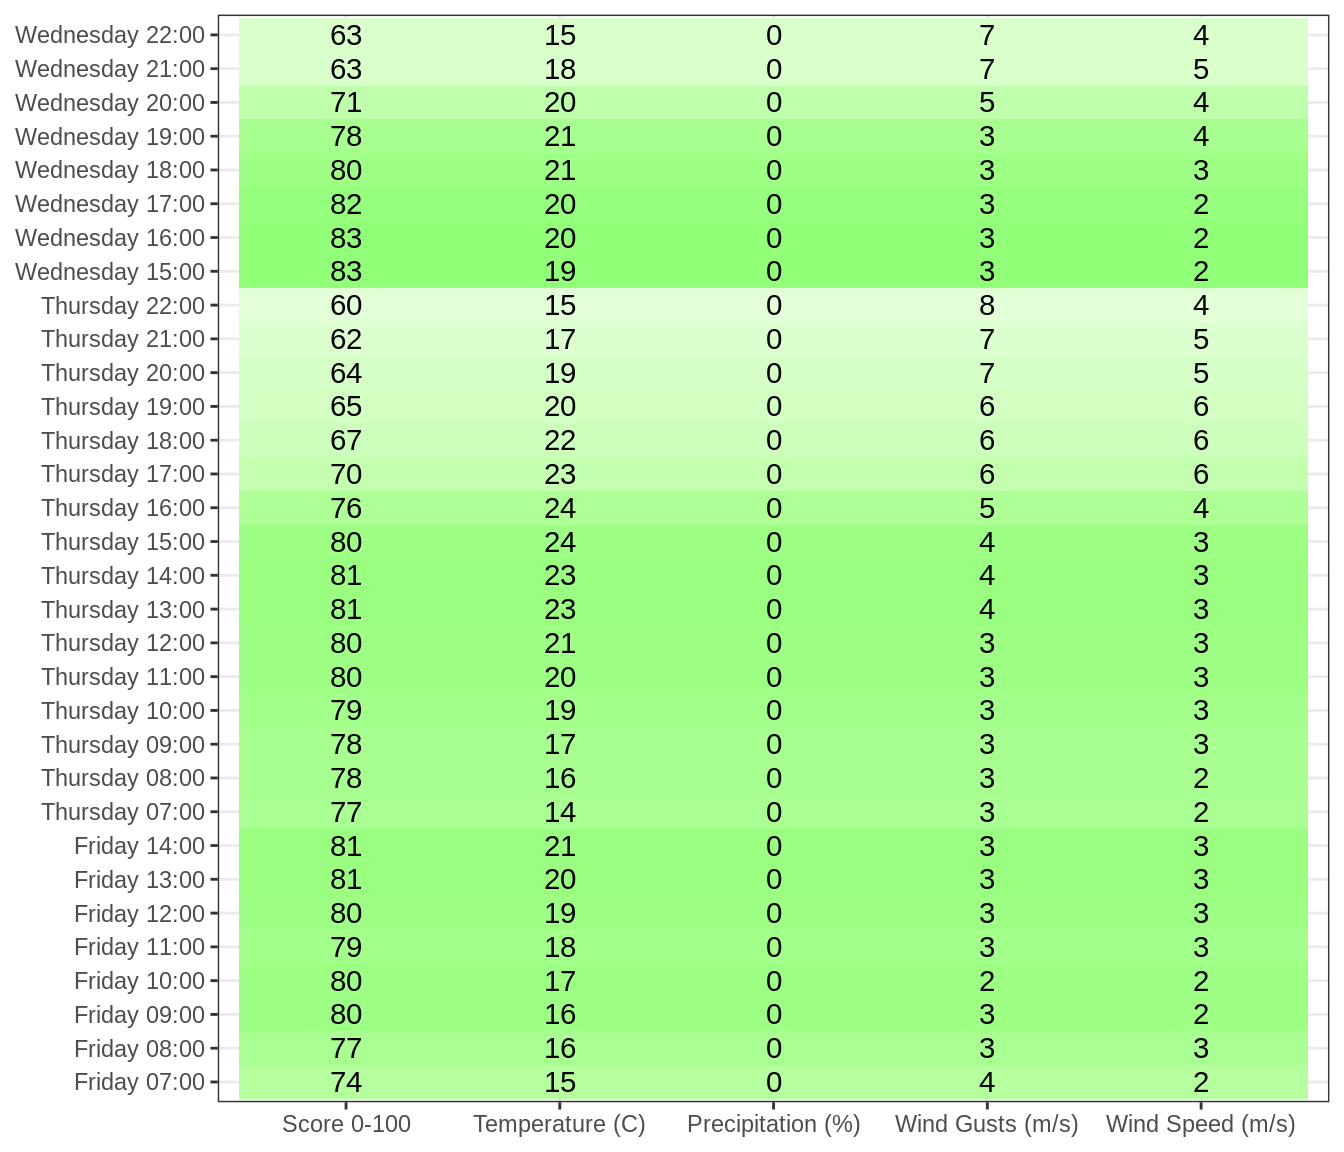 Wednesday 22:00 63 15 0 7 4
Wednesday 21:00 63 18 0 7 5
Wednesday 20:00 71 20 0 5 4
Wednesday 19:00 78 21 0 3 4
Wednesday 18:00 80 21 0 3 3
Wednesday 17:00 82 20 0 3 2
Wednesday 16:00 83 20 0 3 2
Wednesday 15:00 83 19 0 3 2
Thursday 22:00 60 15 0 8 4
Thursday 21:00 62 17 0 7 5
Thursday 20:00 64 19 0 7 5
Thursday 19:00 65 20 0 6 6
Thursday 18:00 67 22 0 6 6
Thursday 17:00 70 23 0 6 6
Thursday 16:00 76 24 0 5 4
Thursday 15:00 80 24 0 4 3
Thursday 14:00 81 23 0 4 3
Thursday 13:00 81 23 0 4 3
Thursday 12:00 80 21 0 3 3
Thursday 11:00 80 20 0 3 3
Thursday 10:00 79 19 0 3 3
Thursday 09:00 78 17 0 3 3
Thursday 08:00 78 16 0 3 2
Thursday 07:00 77 14 0 3 2
Friday 14:00 81 21 0 3 3
Friday 13:00 81 20 0 3 3
Friday 12:00 80 19 0 3 3
Friday 11:00 79 18 0 3 3
Friday 10:00 80 17 0 2 2
Friday 09:00 80 16 0 3 2
Friday 08:00 77 16 0 3 3
Friday 07:00 74 15 0 4 2
Score 0-100 Temperature (C) Precipitation (%) Wind Gusts (m/s) Wind Speed (m/s)